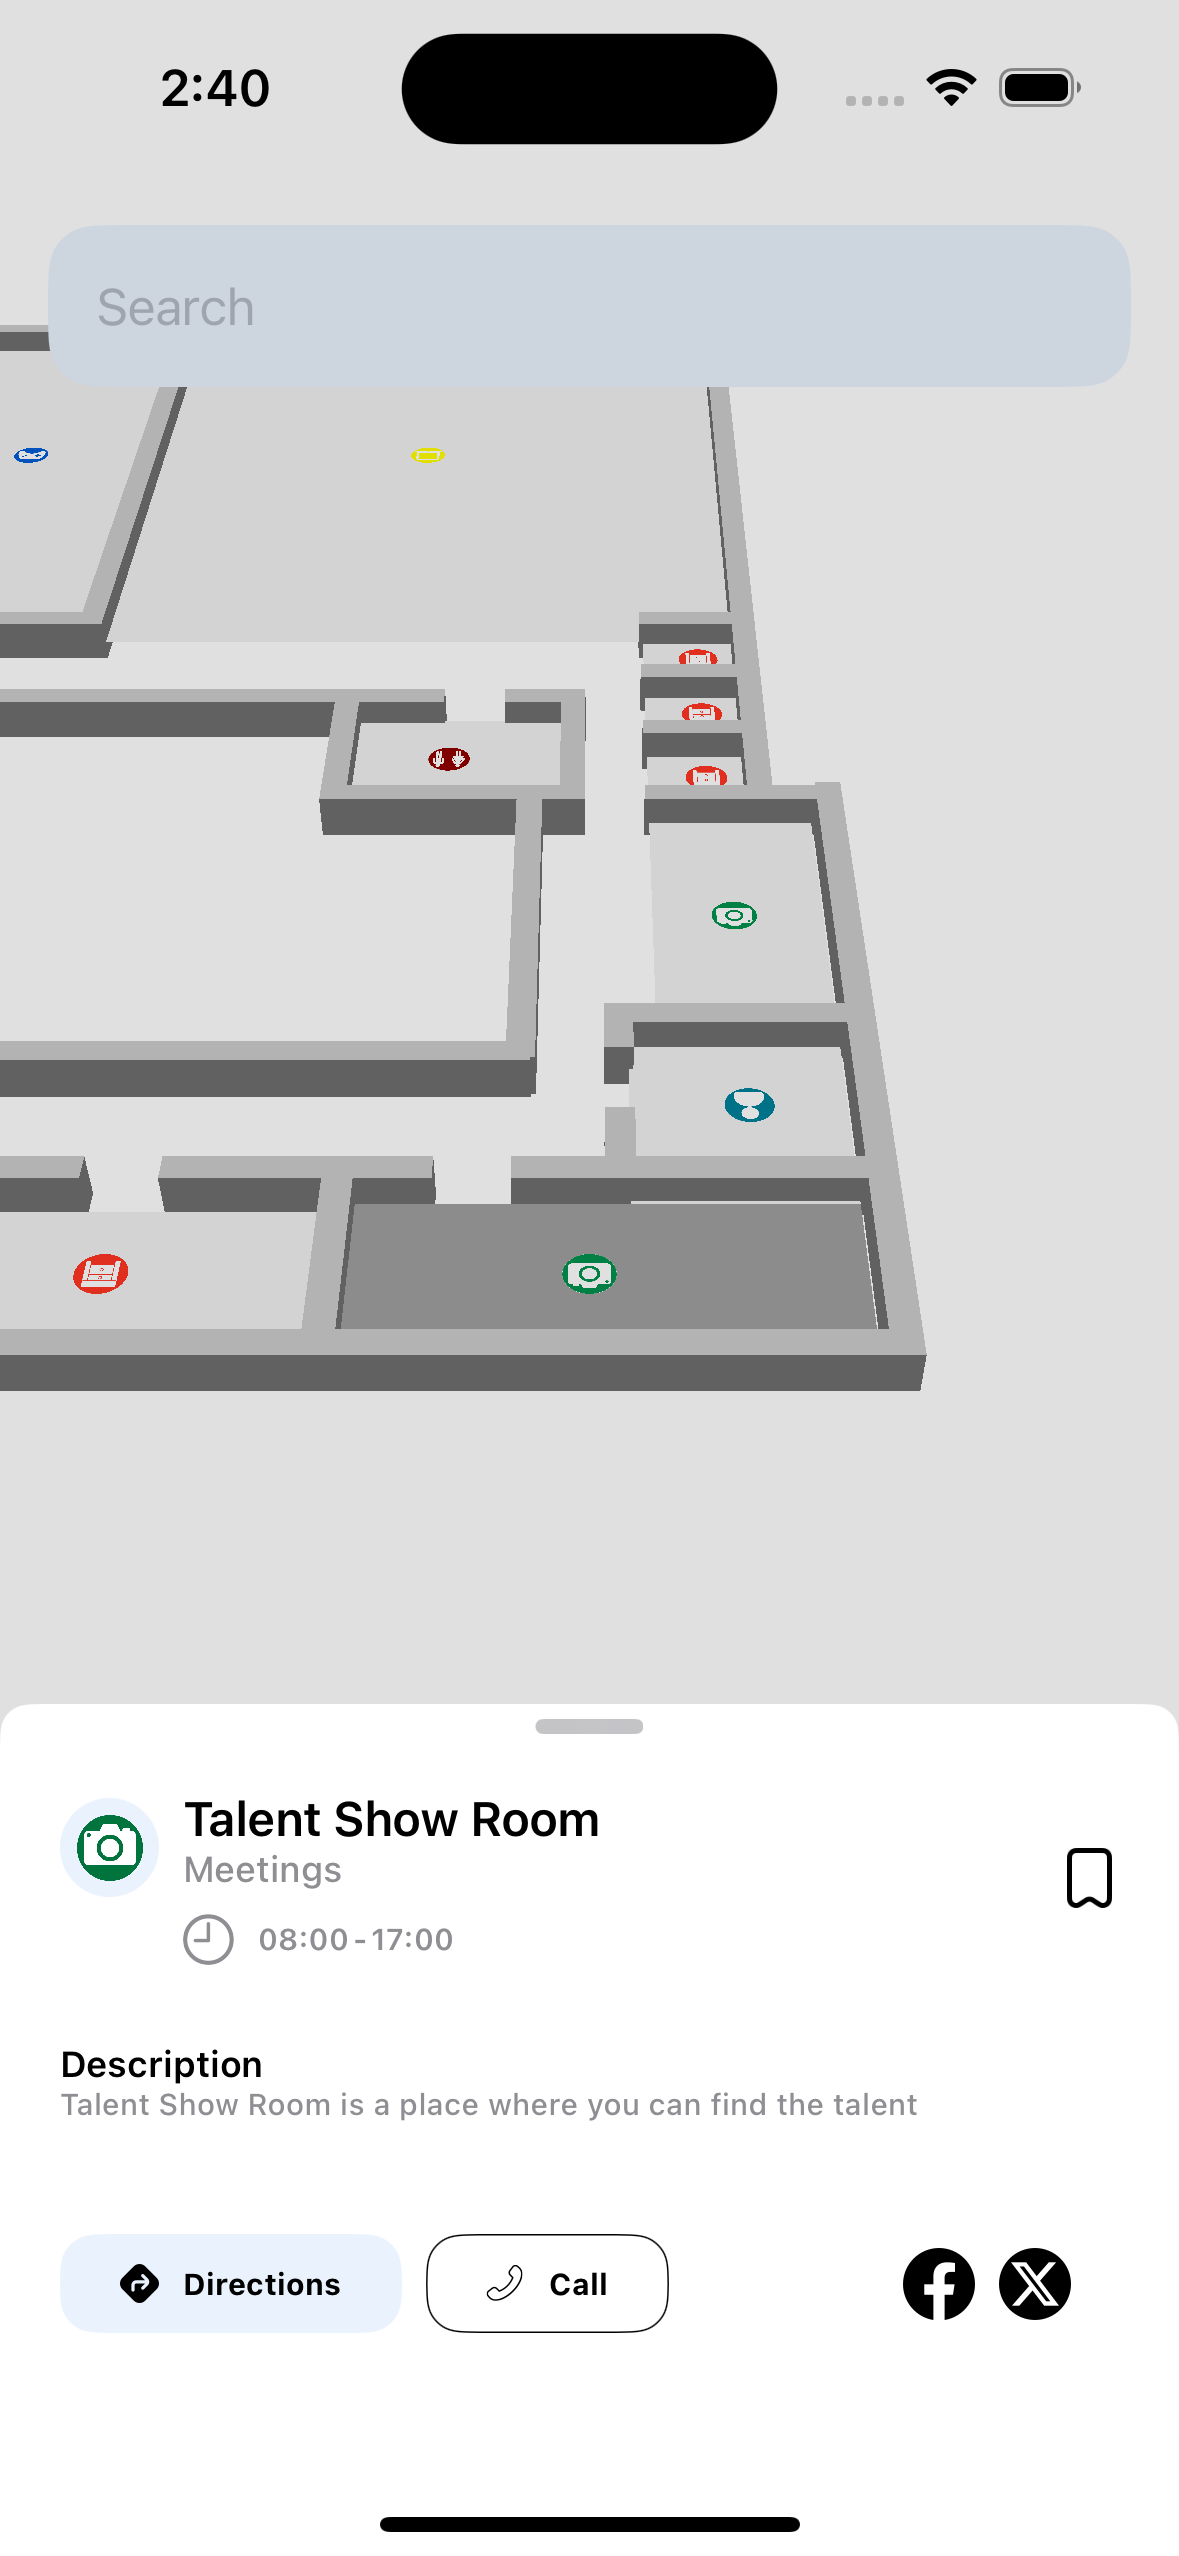 2:40
Search
Talent Show Room
Meetings
08:00 - 17:00
Description
Talent Show Room is a place where you can find the talent
Directions
Call